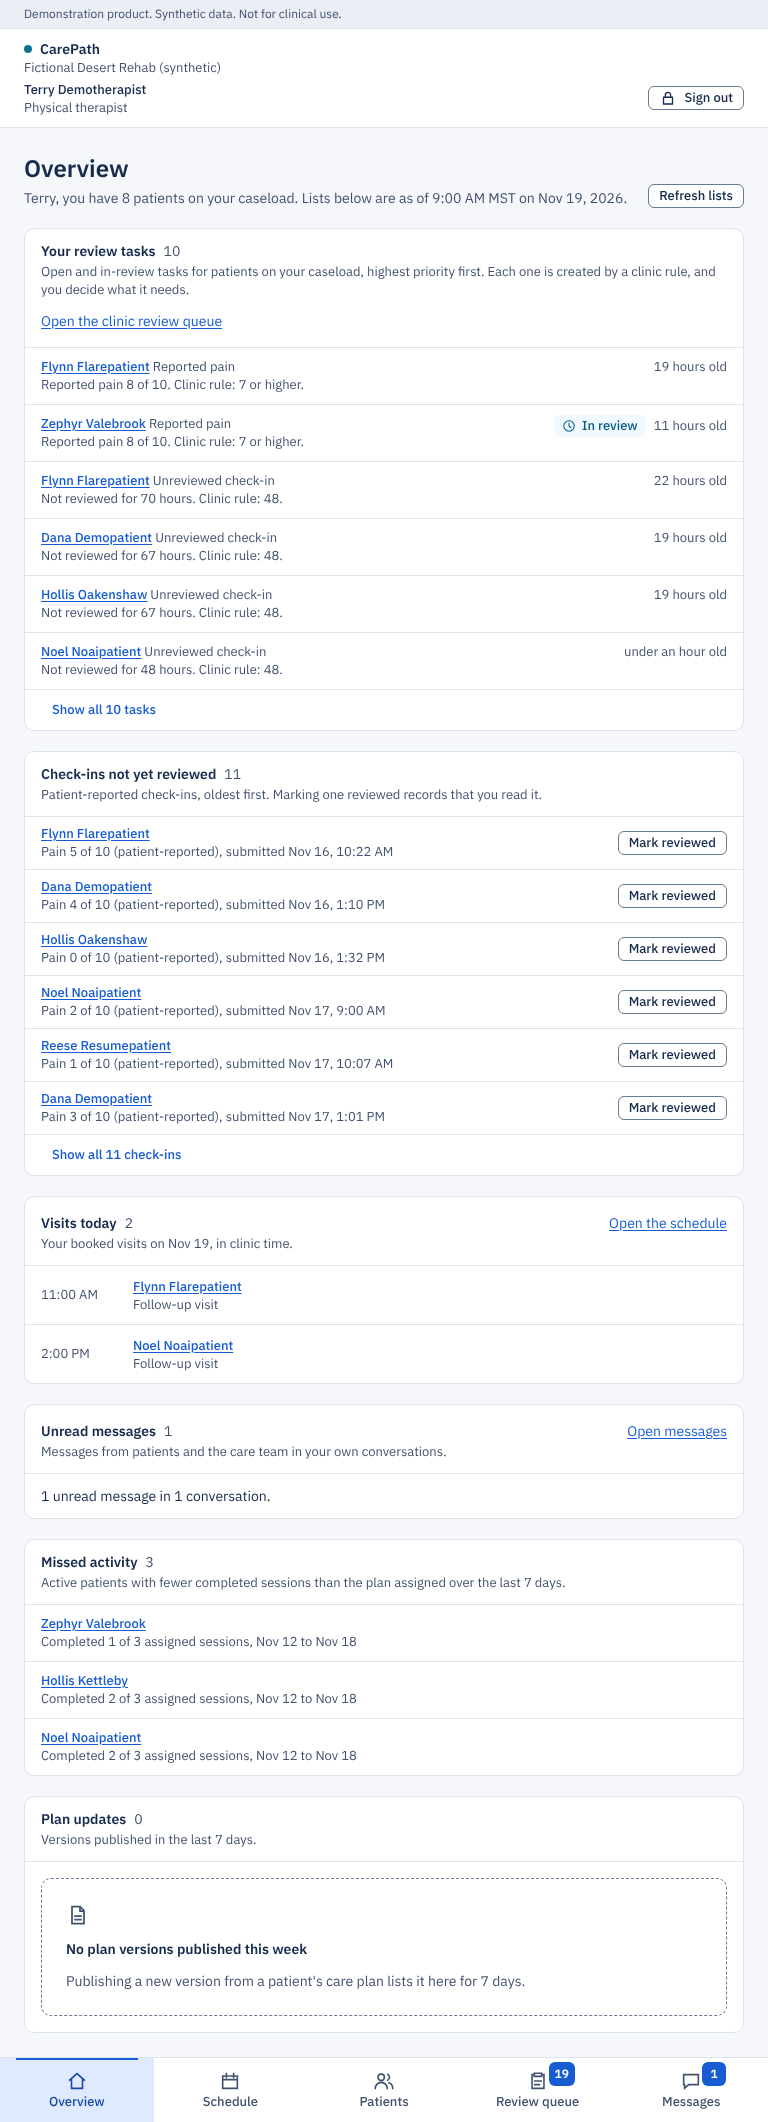 Demonstration product. Synthetic data. Not for clinical use.
CarePath
Fictional Desert Rehab (synthetic)
Terry Demotherapist
Physical therapist
Sign out
Overview
Terry, you have 8 patients on your caseload. Lists below are as of 9:00 AM MST on Nov 19, 2026.
Refresh lists
Your review tasks 10
Open and in-review tasks for patients on your caseload, highest priority first. Each one is created by a clinic rule, and
you decide what it needs.
Open the clinic review queue
Flynn Flarepatient Reported pain
19 hours old
Reported pain 8 of 10. Clinic rule: 7 or higher.
Zephyr Valebrook Reported pain
In review
11 hours old
Reported pain 8 of 10. Clinic rule: 7 or higher.
Flynn Flarepatient Unreviewed check-in
22 hours old
Not reviewed for 70 hours. Clinic rule: 48.
Dana Demopatient Unreviewed check-in
19 hours old
Not reviewed for 67 hours. Clinic rule: 48.
Hollis Oakenshaw Unreviewed check-in
19 hours old
Not reviewed for 67 hours. Clinic rule: 48.
Noel Noaipatient Unreviewed check-in
under an hour old
Not reviewed for 48 hours. Clinic rule: 48.
Show all 10 tasks
Check-ins not yet reviewed 11
Patient-reported check-ins, oldest first. Marking one reviewed records that you read it.
Flynn Flarepatient
Pain 5 of 10 (patient-reported), submitted Nov 16, 10:22 AM
Mark reviewed
Dana Demopatient
Pain 4 of 10 (patient-reported), submitted Nov 16, 1:10 PM
Mark reviewed
Hollis Oakenshaw
Pain 0 of 10 (patient-reported), submitted Nov 16, 1:32 PM
Mark reviewed
Noel Noaipatient
Pain 2 of 10 (patient-reported), submitted Nov 17, 9:00 AM
Mark reviewed
Reese Resumepatient
Pain 1 of 10 (patient-reported), submitted Nov 17, 10:07 AM
Mark reviewed
Dana Demopatient
Pain 3 of 10 (patient-reported), submitted Nov 17, 1:01 PM
Mark reviewed
Show all 11 check-ins
Visits today 2
Open the schedule
Your booked visits on Nov 19, in clinic time.
11:00 AM
Flynn Flarepatient
Follow-up visit
2:00 PM
Noel Noaipatient
Follow-up visit
Unread messages 1
Open messages
Messages from patients and the care team in your own conversations.
1 unread message in 1 conversation.
Missed activity 3
Active patients with fewer completed sessions than the plan assigned over the last 7 days.
Zephyr Valebrook
Completed 1 of 3 assigned sessions, Nov 12 to Nov 18
Hollis Kettleby
Completed 2 of 3 assigned sessions, Nov 12 to Nov 18
Noel Noaipatient
Completed 2 of 3 assigned sessions, Nov 12 to Nov 18
Plan updates 0
Versions published in the last 7 days.
No plan versions published this week
Publishing a new version from a patient's care plan lists it here for 7 days.
Overview
Schedule
Patients
19
Review queue
1
Messages